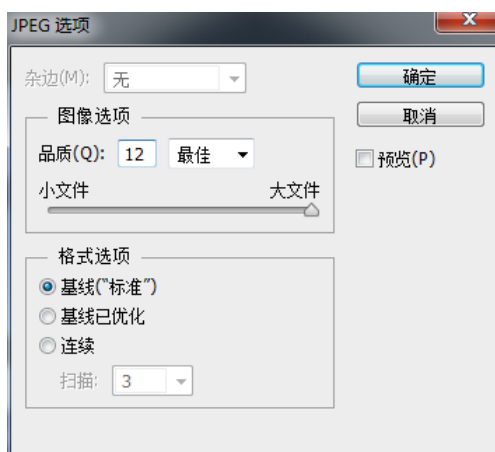 JPEG 选项
杂边(M): 无
确定
图像选项
取消
品质(Q): 12 最佳
预览(P)
小文件 大文件
格式选项
基线("标准")
基线已优化
连续
扫描: 3